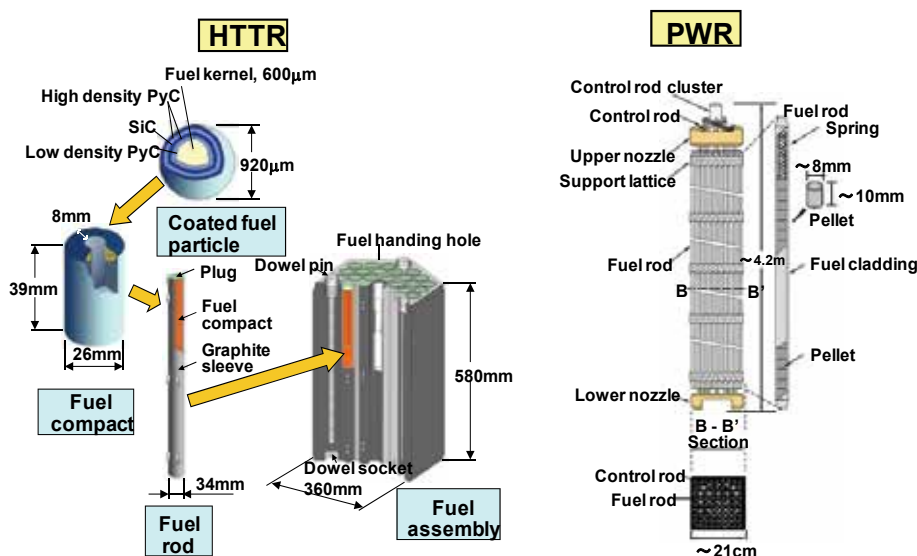 HTTR
Fuel kernel, 600μm
High density PyC
SiC
Low density PyC
920μm
Coated fuel
particle
8mm
39mm
26mm
Fuel
compact
Plug
Fuel
compact
Graphite
sleeve
34mm
Fuel
rod
Fuel handing hole
Dowel pin
580mm
Dowel socket
360mm
Fuel
assembly
PWR
Control rod cluster
Control rod
Upper nozzle
Support lattice
Fuel rod
Spring
~8mm
~10mm
Pellet
Fuel rod
~4.2m
Fuel cladding
B
B'
Pellet
Lower nozzle
B - B'
Section
Control rod
Fuel rod
~21cm